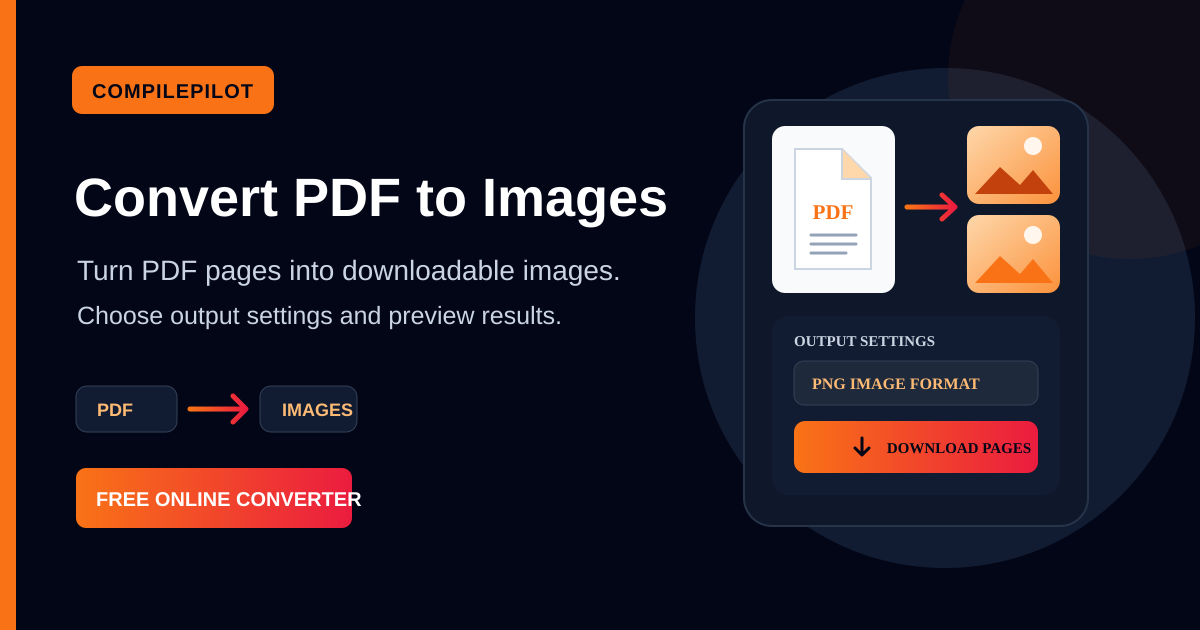 COMPILEPILOT
Convert PDF to Images
Turn PDF pages into downloadable images.
Choose output settings and preview results.
PDF
IMAGES
FREE ONLINE CONVERTER
PDF
OUTPUT SETTINGS
PNG IMAGE FORMAT
DOWNLOAD PAGES